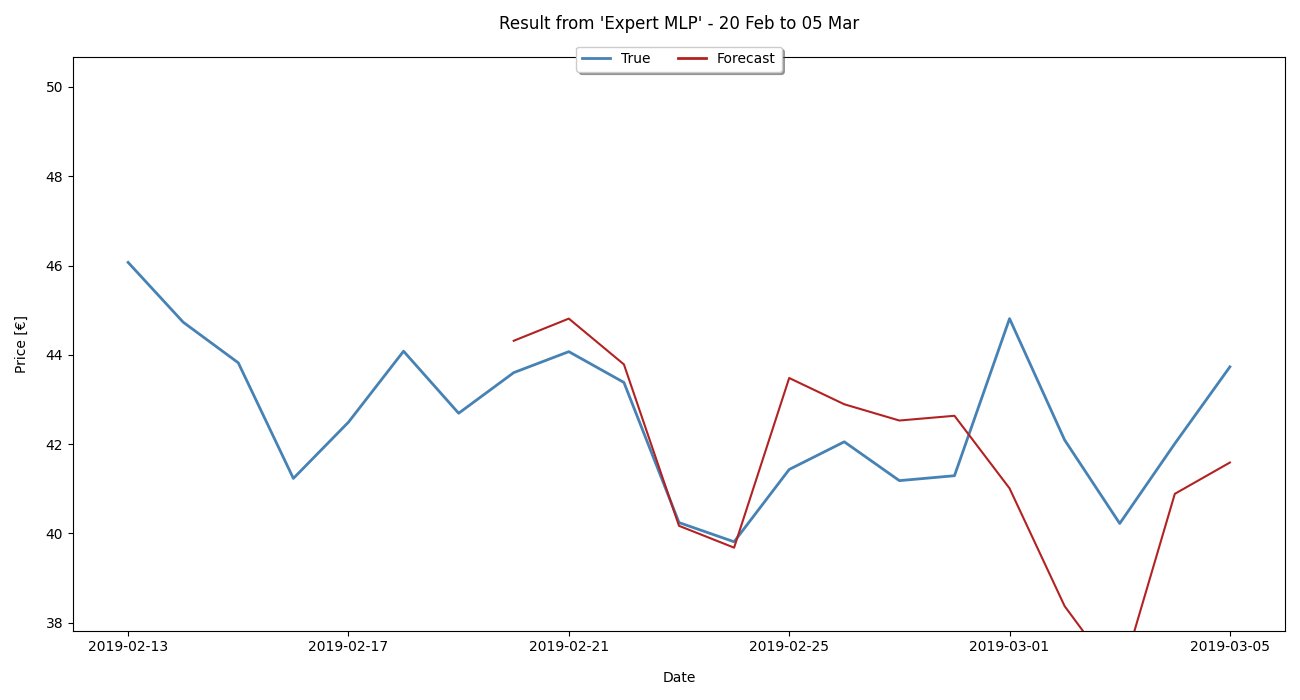 Result from 'Expert MLP' - 20 Feb to 05 Mar
True Forecast
Price [€]
50
48
46
44
42
40
38
2019-02-13 2019-02-17 2019-02-21 2019-02-25 2019-03-01 2019-03-05
Date